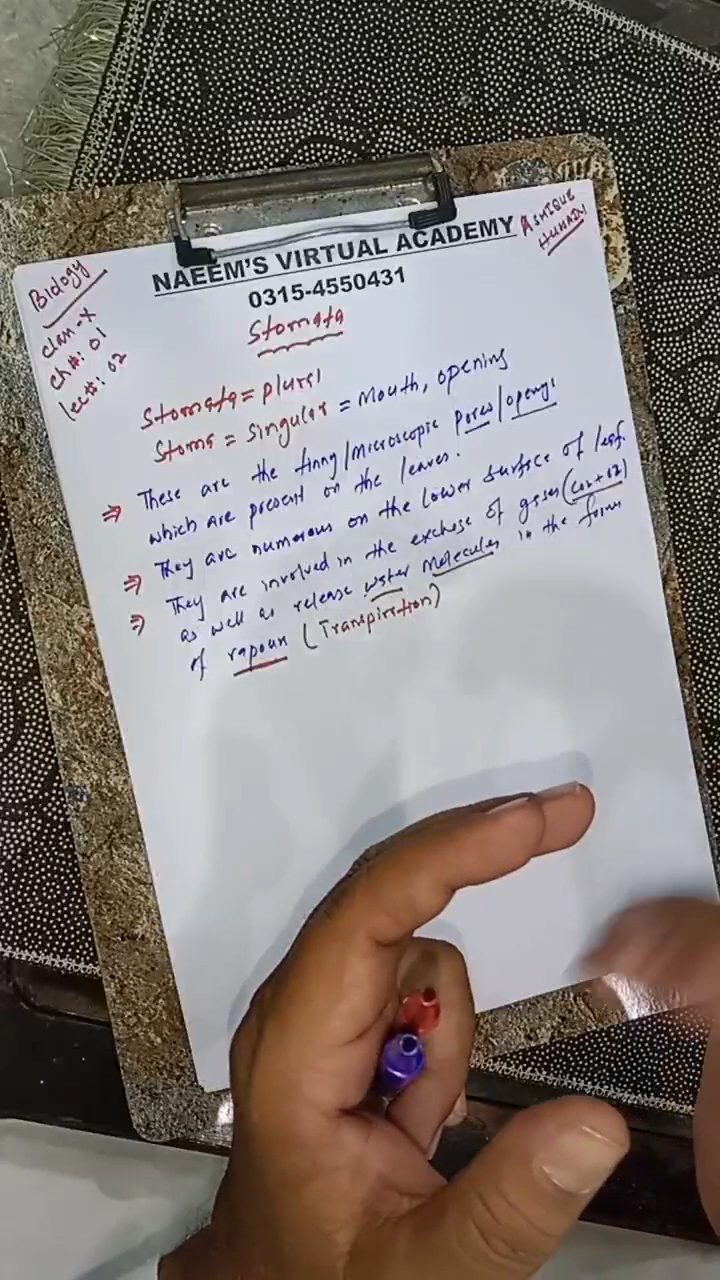 NAEEM'S VIRTUAL ACADEMY
0315-4550431
ASHIQUE
HUSSAIN
Biology
class-X
ch#: 01
lec#: 02
Stomata
Stomata = plural
Stoma = singular = Mouth, opening
⇒ These are the tinny/microscopic pores/openings
which are present on the leaves.
⇒ They are numerous on the lower surface of leaf.
⇒ They are involved in the exchase of gases (CO2+O2)
as well as release water molecules in the form
of vapours (Transpiration)